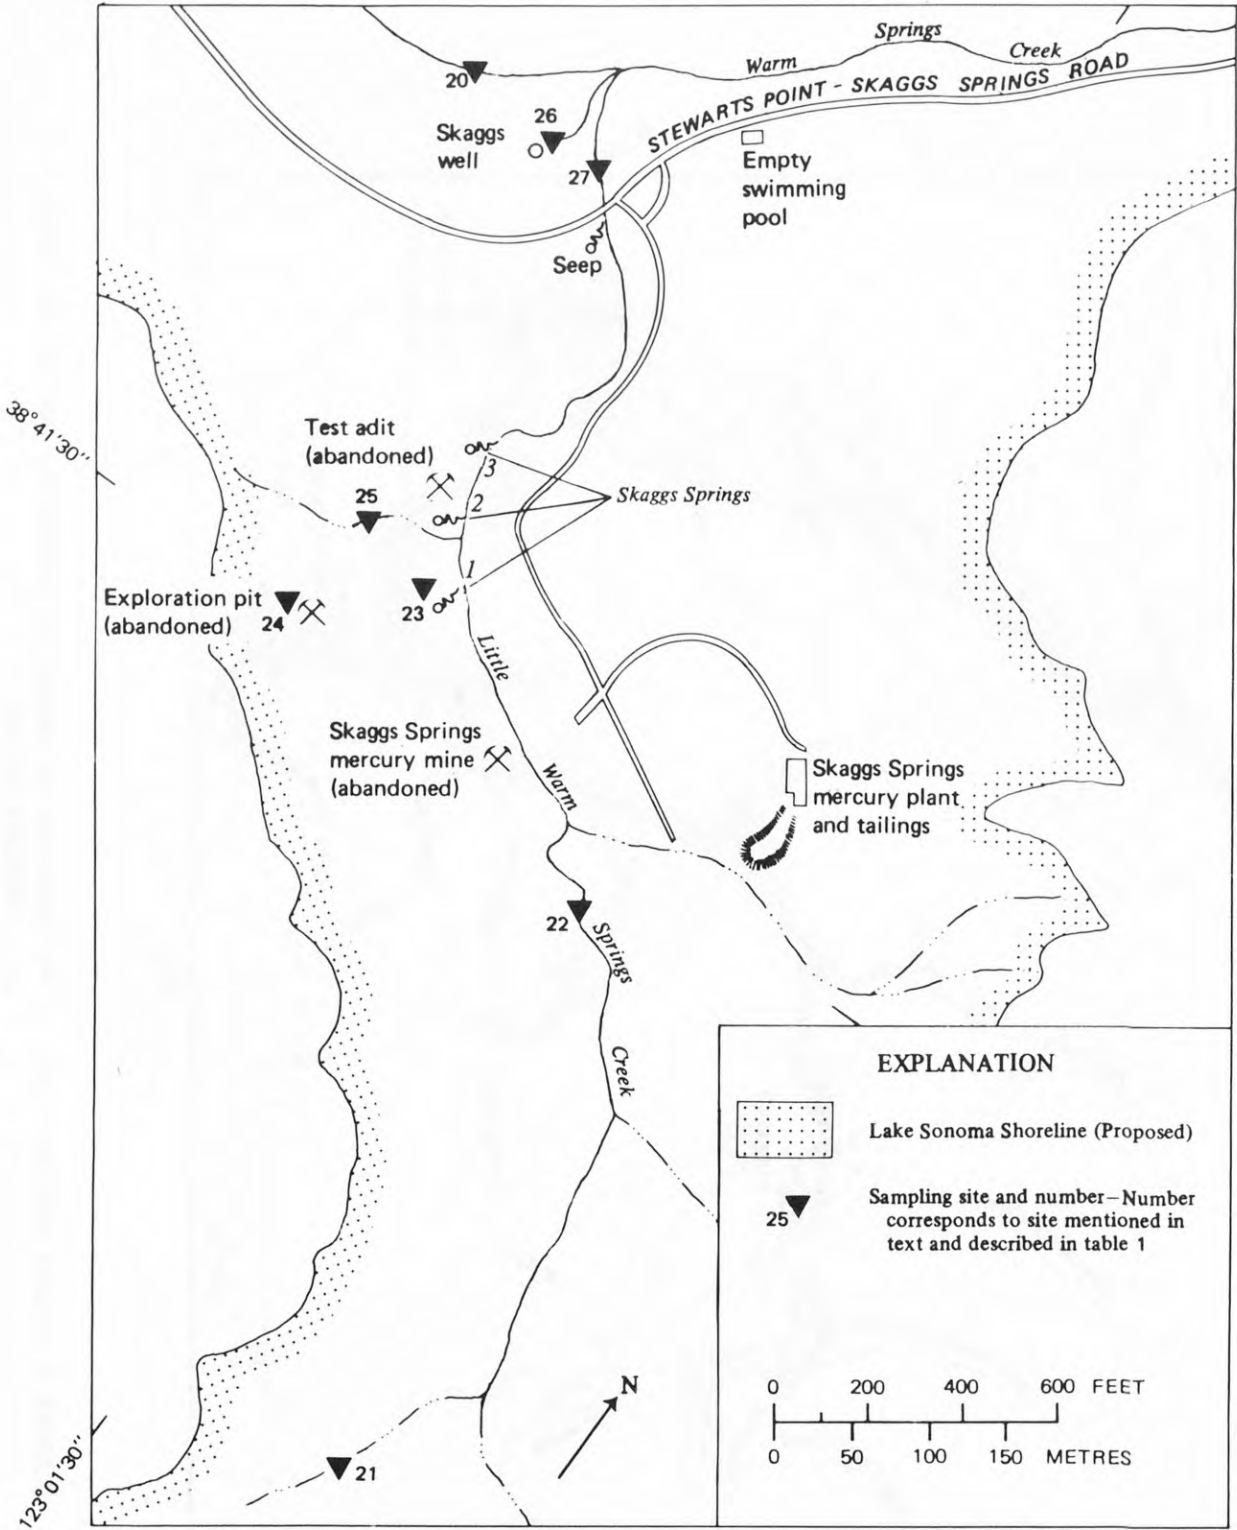 Springs
Creek
Warm
STEWARTS POINT - SKAGGS SPRINGS ROAD
20
26
Skaggs
well
27
Empty
swimming
pool
Seep
38°41'30"
Test adit
(abandoned)
3
25
2
Skaggs Springs
1
Exploration pit
(abandoned)
24
23
Little
Skaggs Springs
mercury mine
(abandoned)
Warm
Skaggs Springs
mercury plant
and tailings
22
Springs
Creek
EXPLANATION
Lake Sonoma Shoreline (Proposed)
25
Sampling site and number—Number
corresponds to site mentioned in
text and described in table 1
N
0 200 400 600 FEET
0 50 100 150 METRES
21
123°01'30"